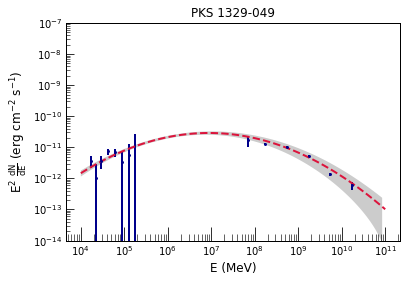 PKS 1329-049
E² dN/dE (erg cm⁻² s⁻¹)
10⁻⁷
10⁻⁸
10⁻⁹
10⁻¹⁰
10⁻¹¹
10⁻¹²
10⁻¹³
10⁻¹⁴
10⁴ 10⁵ 10⁶ 10⁷ 10⁸ 10⁹ 10¹⁰ 10¹¹
E (MeV)